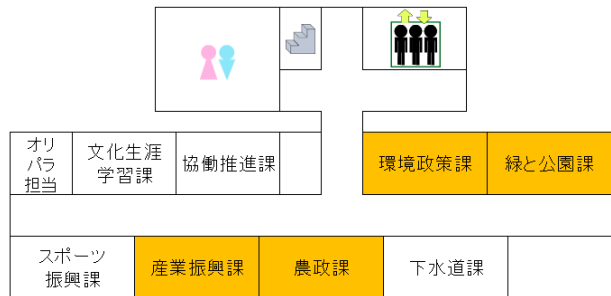 オリ
パラ
担当
文化生涯
学習課
協働推進課
環境政策課
緑と公園課
スポーツ
振興課
産業振興課
農政課
下水道課